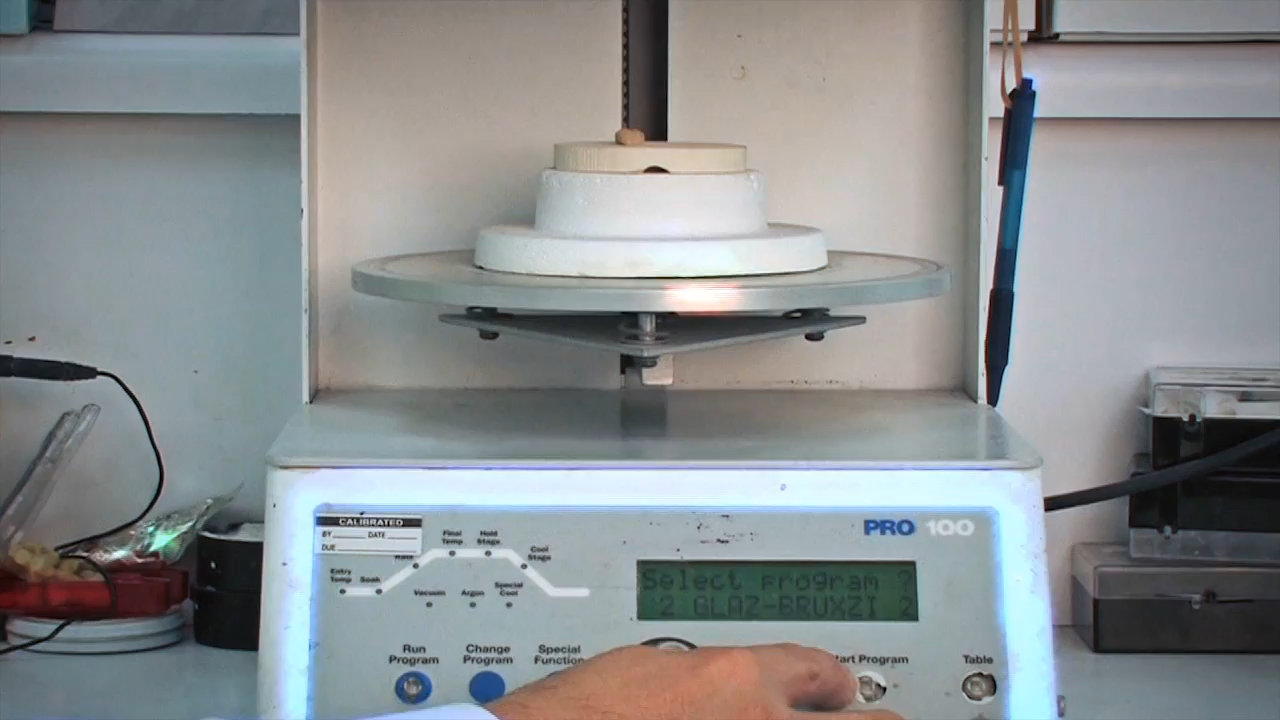 CALIBRATED
BY DATE
DUE
PRO 100
Final Temp
Hold Stage
Rate
Cool Stage
Entry Temp
Soak
Vacuum
Argon
Special Cool
Select program ?
2 GLAZ-BRUXZI 2
Run Program
Change Program
Special Function
tart Program
Table